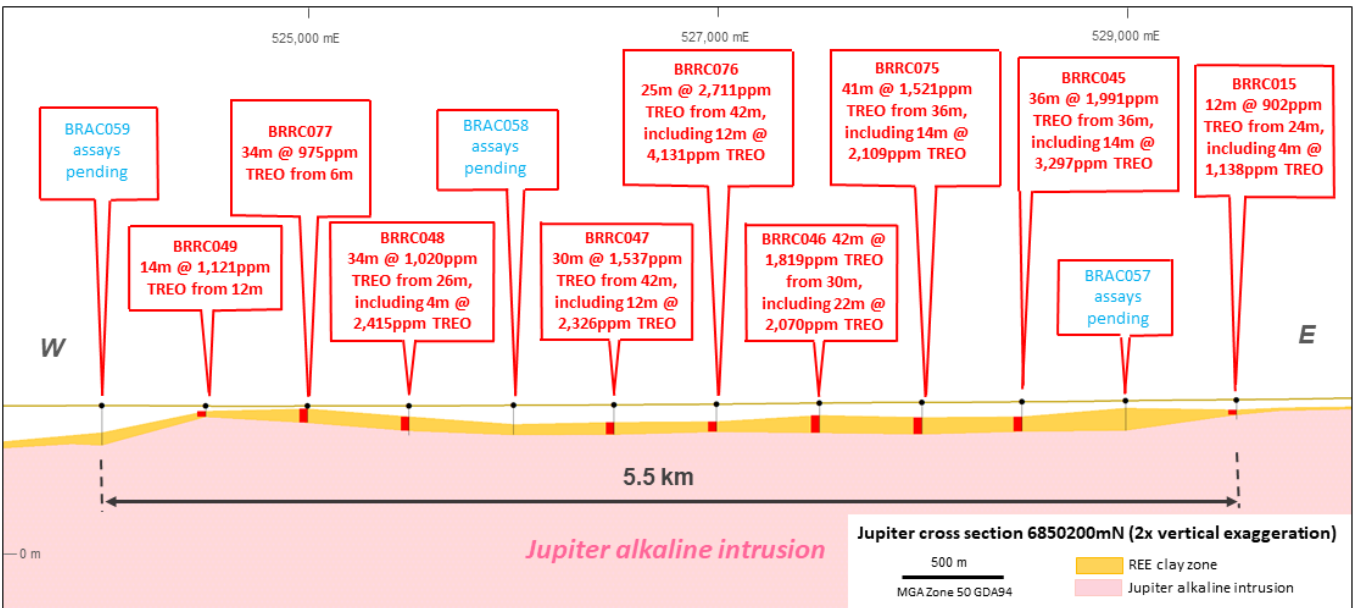 525,000 mE
527,000 mE
529,000 mE
BRAC059
assays
pending
BRRC049
14m @ 1,121ppm
TREO from 12m
BRRC077
34m @ 975ppm
TREO from 6m
BRRC048
34m @ 1,020ppm
TREO from 26m,
including 4m @
2,415ppm TREO
BRAC058
assays
pending
BRRC047
30m @ 1,537ppm
TREO from 42m,
including 12m @
2,326ppm TREO
BRRC076
25m @ 2,711ppm
TREO from 42m,
including 12m @
4,131ppm TREO
BRRC046 42m @
1,819ppm TREO
from 30m,
including 22m @
2,070ppm TREO
BRRC075
41m @ 1,521ppm
TREO from 36m,
including 14m @
2,109ppm TREO
BRRC045
36m @ 1,991ppm
TREO from 36m,
including 14m @
3,297ppm TREO
BRAC057
assays
pending
BRRC015
12m @ 902ppm
TREO from 24m,
including 4m @
1,138ppm TREO
W
E
5.5 km
0 m
Jupiter alkaline intrusion
Jupiter cross section 6850200mN (2x vertical exaggeration)
500 m
MGA Zone 50 GDA94
REE clay zone
Jupiter alkaline intrusion